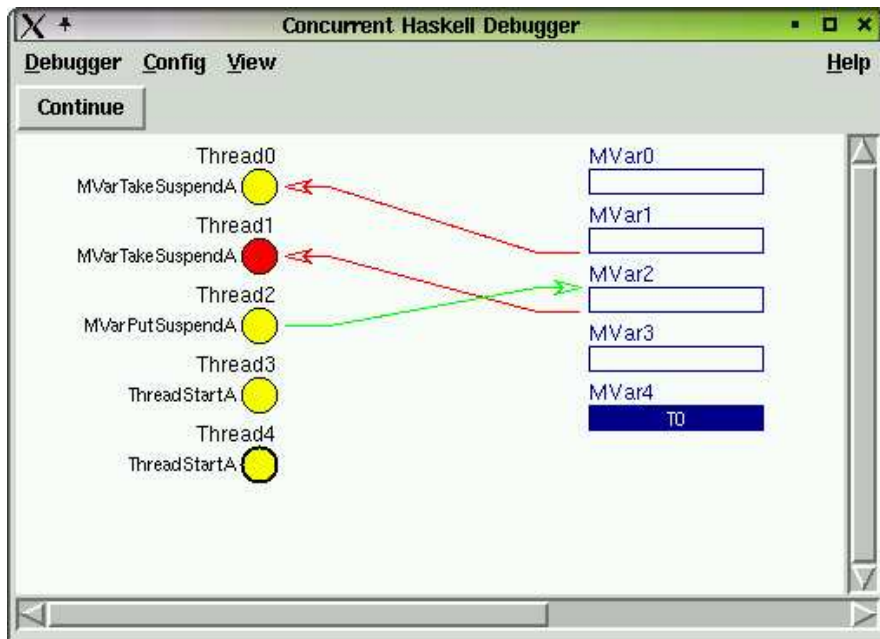 Concurrent Haskell Debugger
Debugger Config View Help
Continue
Thread0
MVarTakeSuspendA
Thread1
MVarTakeSuspendA
Thread2
MVarPutSuspendA
Thread3
ThreadStartA
Thread4
ThreadStartA
MVar0
MVar1
MVar2
MVar3
MVar4
T0